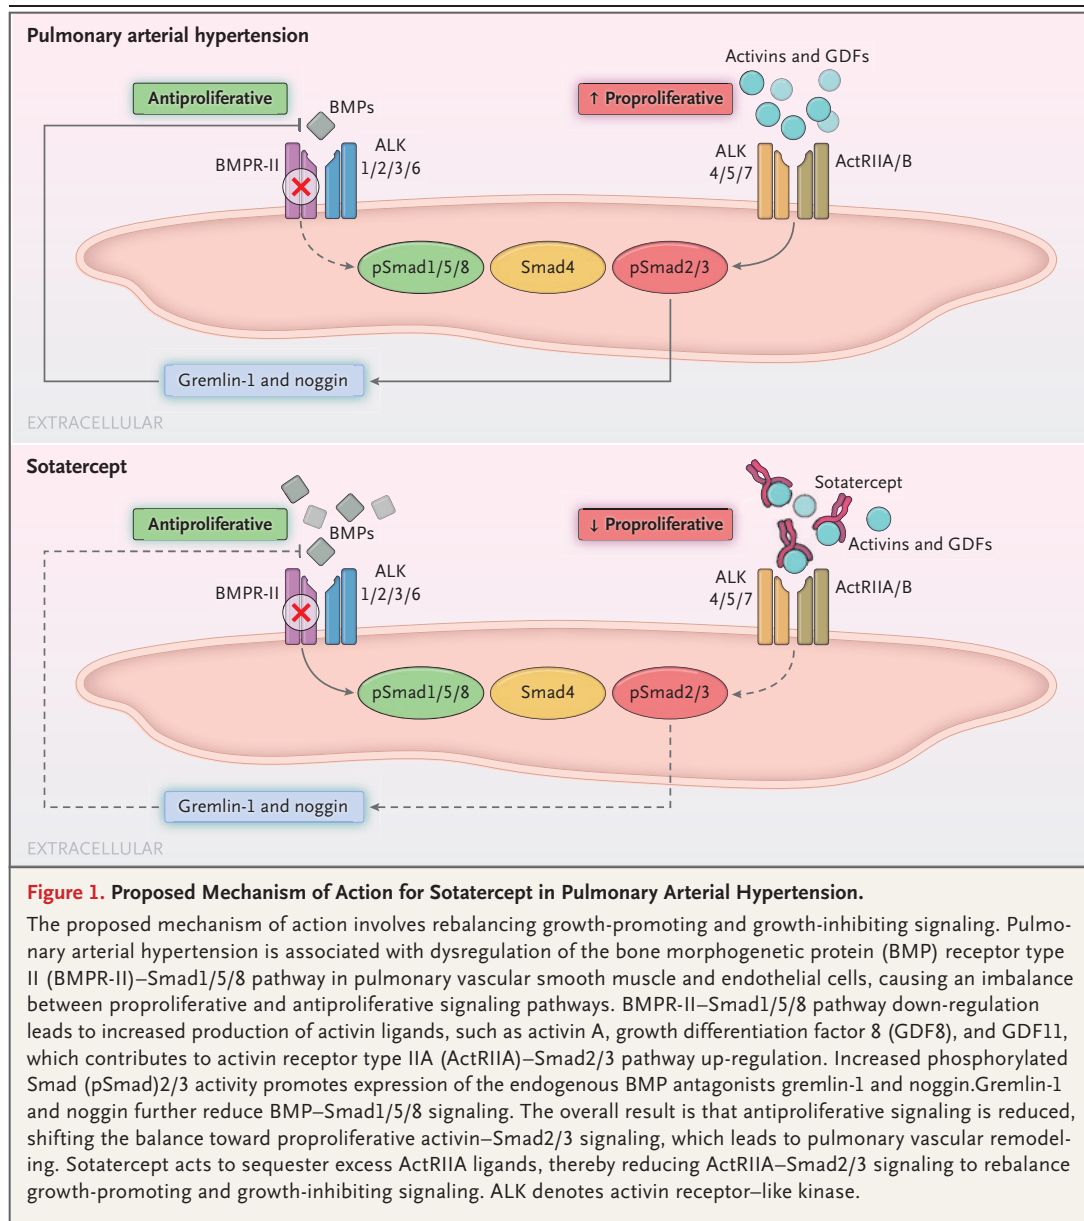 Pulmonary arterial hypertension
Activins and GDFs
Antiproliferative
↑ Proproliferative
BMPs
BMPR-II
ALK
1/2/3/6
ALK
4/5/7
ActRIIA/B
pSmad1/5/8
Smad4
pSmad2/3
Gremlin-1 and noggin
EXTRACELLULAR
Sotatercept
Sotatercept
Antiproliferative
↓ Proproliferative
BMPs
Activins and GDFs
BMPR-II
ALK
1/2/3/6
ALK
4/5/7
ActRIIA/B
pSmad1/5/8
Smad4
pSmad2/3
Gremlin-1 and noggin
EXTRACELLULAR
Figure 1. Proposed Mechanism of Action for Sotatercept in Pulmonary Arterial Hypertension.
The proposed mechanism of action involves rebalancing growth-promoting and growth-inhibiting signaling. Pulmo-
nary arterial hypertension is associated with dysregulation of the bone morphogenetic protein (BMP) receptor type
II (BMPR-II)–Smad1/5/8 pathway in pulmonary vascular smooth muscle and endothelial cells, causing an imbalance
between proproliferative and antiproliferative signaling pathways. BMPR-II–Smad1/5/8 pathway down-regulation
leads to increased production of activin ligands, such as activin A, growth differentiation factor 8 (GDF8), and GDF11,
which contributes to activin receptor type IIA (ActRIIA)–Smad2/3 pathway up-regulation. Increased phosphorylated
Smad (pSmad)2/3 activity promotes expression of the endogenous BMP antagonists gremlin-1 and noggin.Gremlin-1
and noggin further reduce BMP–Smad1/5/8 signaling. The overall result is that antiproliferative signaling is reduced,
shifting the balance toward proproliferative activin–Smad2/3 signaling, which leads to pulmonary vascular remodel-
ing. Sotatercept acts to sequester excess ActRIIA ligands, thereby reducing ActRIIA–Smad2/3 signaling to rebalance
growth-promoting and growth-inhibiting signaling. ALK denotes activin receptor–like kinase.